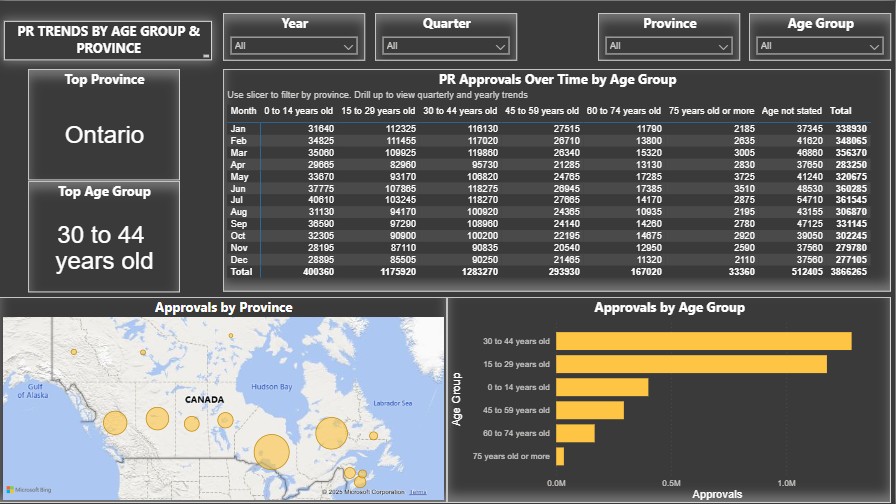 PR TRENDS BY AGE GROUP &
PROVINCE
Year
All
Quarter
All
Province
All
Age Group
All
Top Province
Ontario
Top Age Group
30 to 44
years old
PR Approvals Over Time by Age Group
Use slicer to filter by province. Drill up to view quarterly and yearly trends
Month 0 to 14 years old 15 to 29 years old 30 to 44 years old 45 to 59 years old 60 to 74 years old 75 years old or more Age not stated Total
Jan 31640 112325 116130 27515 11790 2185 37345 338930
Feb 34825 111455 117020 26710 13800 2635 41620 348065
Mar 35060 109925 119860 26340 15320 3005 46860 356370
Apr 29665 82960 95730 21285 13130 2830 37650 283250
May 33670 93170 106820 24765 17285 3725 41240 320675
Jun 37775 107865 118275 26945 17385 3510 48530 360285
Jul 40610 103245 118270 27665 14170 2875 54710 361545
Aug 31130 94170 100920 24365 10935 2195 43155 306870
Sep 36590 97290 108960 24140 14260 2780 47125 331145
Oct 32305 90900 100200 22195 14675 2920 39050 302245
Nov 28195 87110 90835 20540 12950 2590 37560 279780
Dec 28895 85505 90250 21465 11320 2110 37560 277105
Total 400360 1175920 1283270 293930 167020 33360 512405 3866265
Approvals by Province
Gulf
of Alaska
CANADA
Hudson Bay
Labrador Sea
Microsoft Bing
© 2025 Microsoft Corporation Terms
Approvals by Age Group
Age Group
30 to 44 years old
15 to 29 years old
0 to 14 years old
45 to 59 years old
60 to 74 years old
75 years old or more
0.0M 0.5M 1.0M
Approvals